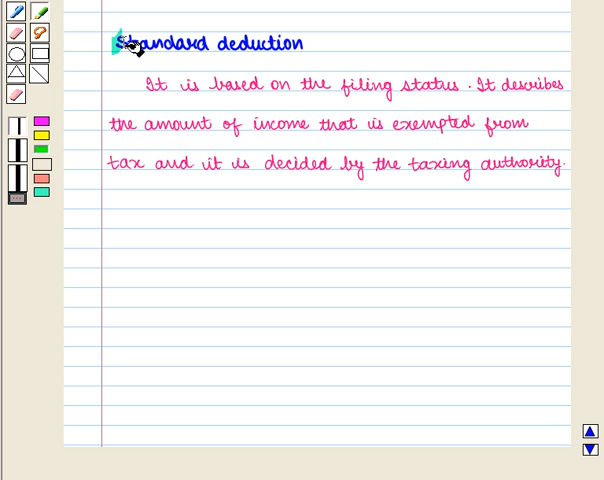 Standard deduction
It is based on the filing status. It describes
the amount of income that is exempted from
tax and it is decided by the taxing authority.